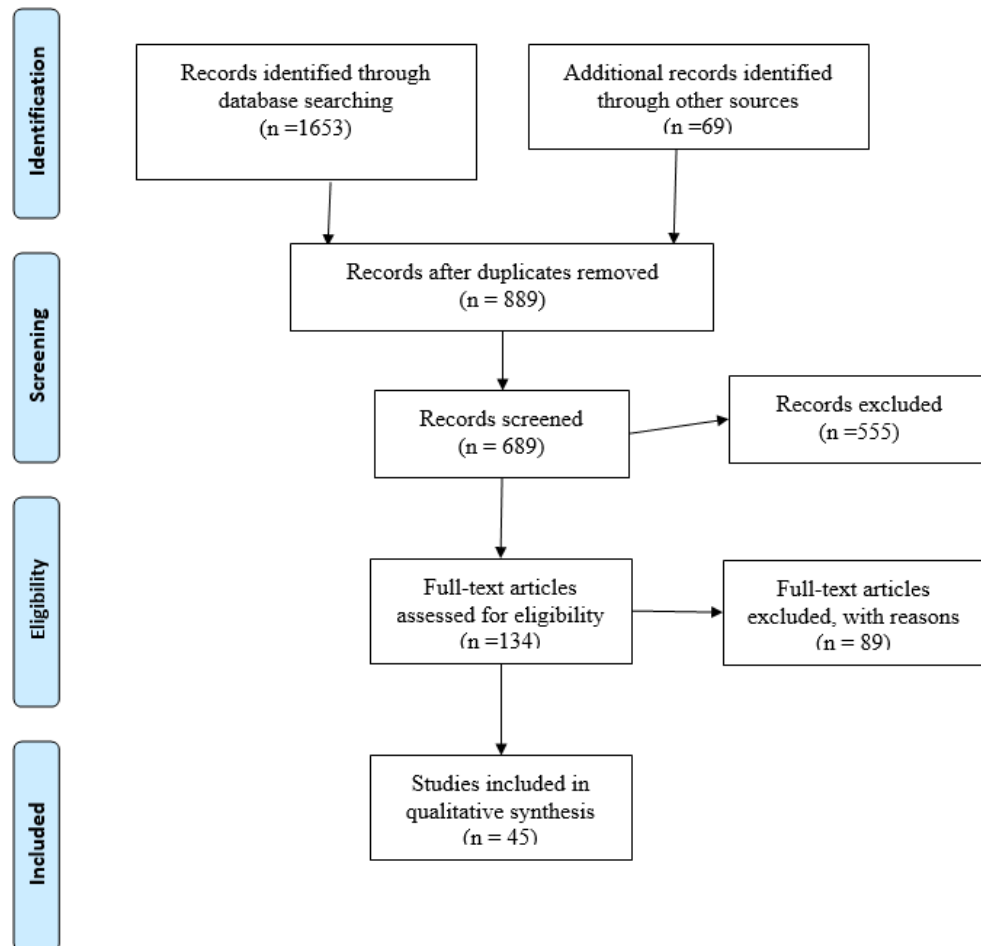 Identification
Records identified through
database searching
(n =1653)
Additional records identified
through other sources
(n =69)
Screening
Records after duplicates removed
(n = 889)
Records screened
(n = 689)
Records excluded
(n =555)
Eligibility
Full-text articles
assessed for eligibility
(n =134)
Full-text articles
excluded, with reasons
(n = 89)
Included
Studies included in
qualitative synthesis
(n = 45)